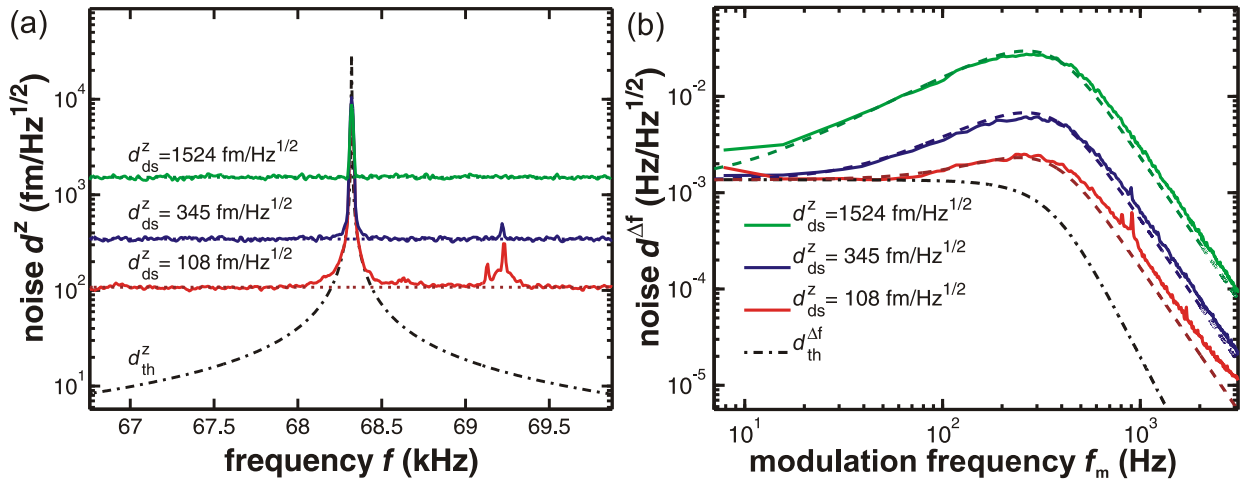 (a)
noise d^z (fm/Hz^1/2)
10^4
10^3
10^2
10^1
d^z_ds=1524 fm/Hz^1/2
d^z_ds= 345 fm/Hz^1/2
d^z_ds= 108 fm/Hz^1/2
d^z_th
67 67.5 68 68.5 69 69.5
frequency f (kHz)
(b)
noise d^Δf (Hz/Hz^1/2)
10^-2
10^-3
10^-4
10^-5
d^z_ds=1524 fm/Hz^1/2
d^z_ds= 345 fm/Hz^1/2
d^z_ds= 108 fm/Hz^1/2
d^Δf_th
10^1 10^2 10^3
modulation frequency f_m (Hz)